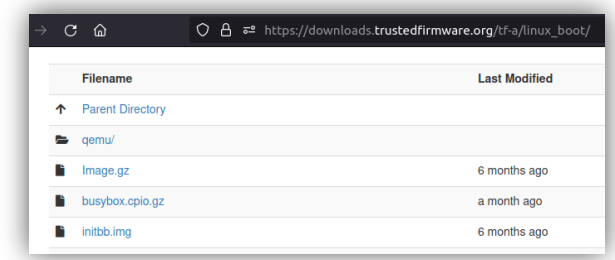 https://downloads.trustedfirmware.org/tf-a/linux_boot/
Filename Last Modified
Parent Directory
qemu/
Image.gz 6 months ago
busybox.cpio.gz a month ago
initbb.img 6 months ago